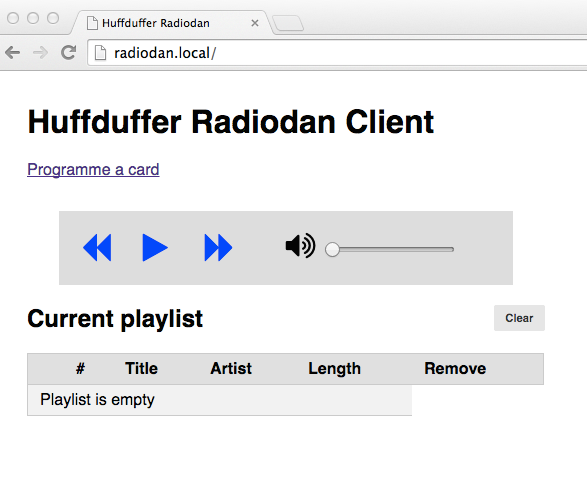 Huffduffer Radiodan
radiodan.local/
Huffduffer Radiodan Client
Programme a card
Current playlist
Clear
# Title Artist Length Remove
Playlist is empty